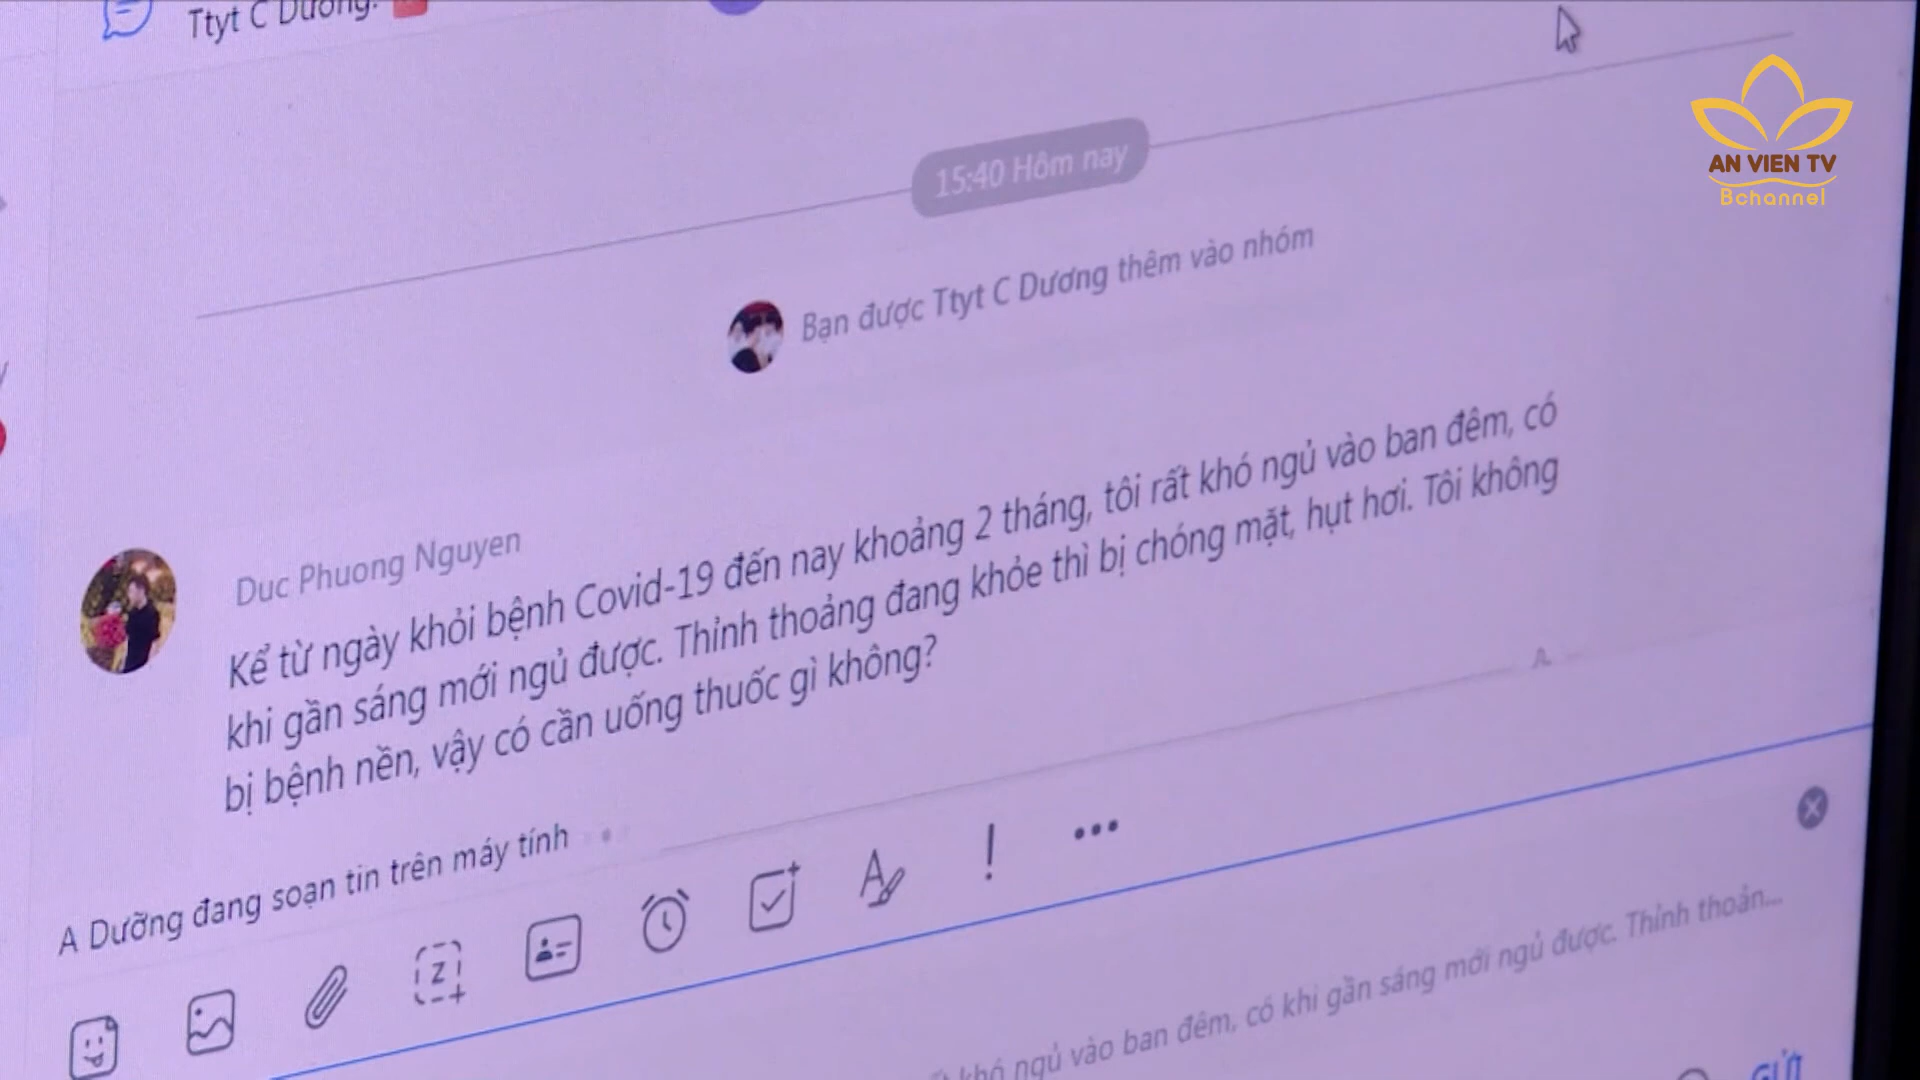 Ttyt C Dương:
AN VIEN TV
Bchannel
15:40 Hôm nay
Bạn được Ttyt C Dương thêm vào nhóm
Duc Phuong Nguyen
Kể từ ngày khỏi bệnh Covid-19 đến nay khoảng 2 tháng, tôi rất khó ngủ vào ban đêm, có
khi gần sáng mới ngủ được. Thỉnh thoảng đang khỏe thì bị chóng mặt, hụt hơi. Tôi không
bị bệnh nền, vậy có cần uống thuốc gì không?
A Dưỡng đang soạn tin trên máy tính
khó ngủ vào ban đêm, có khi gần sáng mới ngủ được. Thỉnh thoản...
GỬI